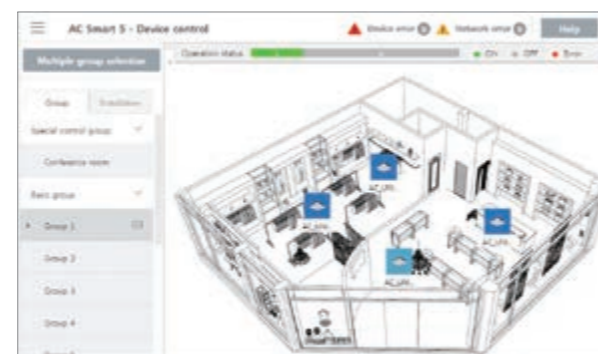 AC Smart 5 - Device control
Device error
Network error
Help
Multiple group selection
Operation status
ON
OFF
Error
Group
Installation
Special control group
Conference room
Basic group
Group 1
Group 2
Group 3
Group 4